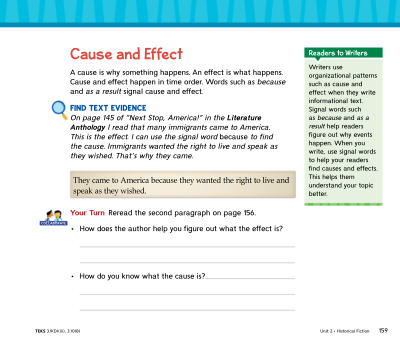 Cause and Effect
A cause is why something happens. An effect is what happens.
Cause and effect happen in time order. Words such as because
and as a result signal cause and effect.
FIND TEXT EVIDENCE
On page 145 of "Next Stop, America!" in the Literature
Anthology I read that many immigrants came to America.
This is the effect. I can use the signal word because to find
the cause. Immigrants wanted the right to live and speak as
they wished. That's why they came.
They came to America because they wanted the right to live and
speak as they wished.
Your Turn Reread the second paragraph on page 156.
• How does the author help you figure out what the effect is?
• How do you know what the cause is?
Readers to Writers
Writers use
organizational patterns
such as cause and
effect when they write
informational text.
Signal words such
as because and as a
result help readers
figure out why events
happen. When you
write, use signal words
to help your readers
find causes and effects.
This helps them
understand your topic
better.
Unit 2 • Historical Fiction 159